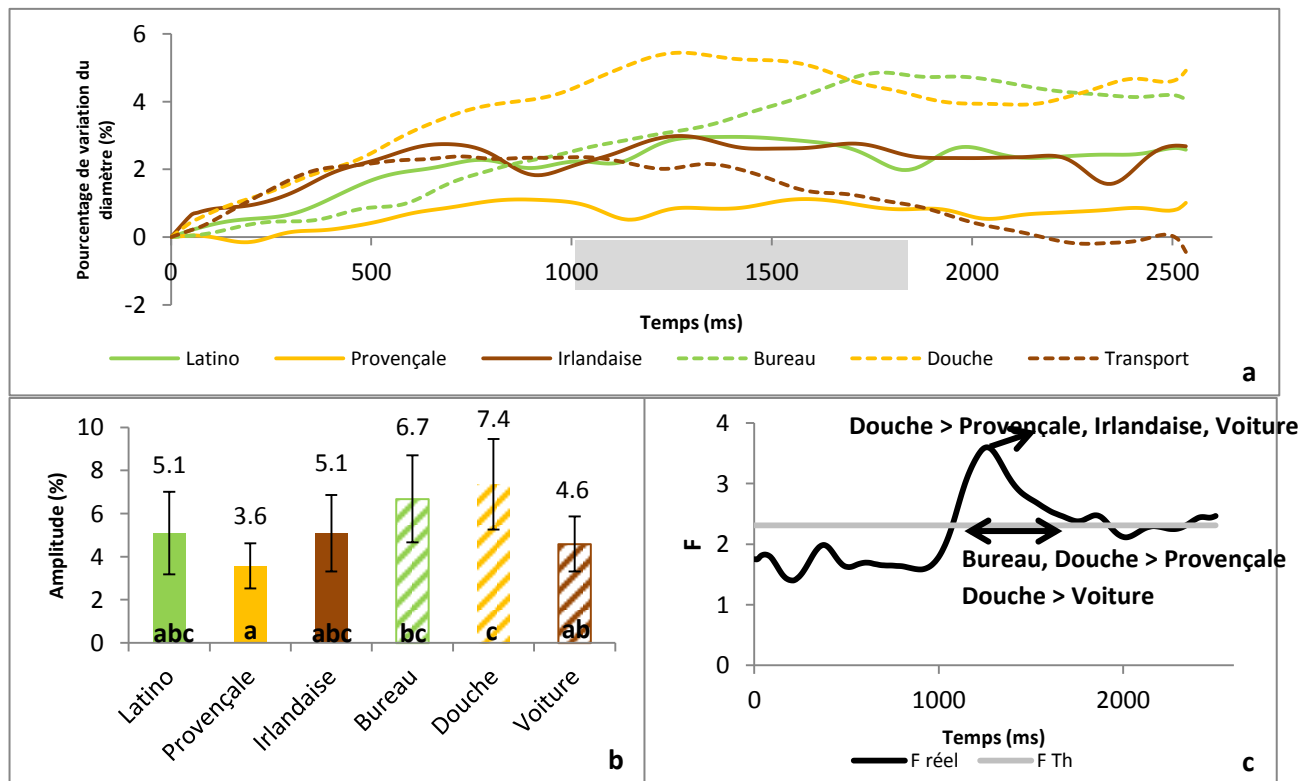 6
4
2
0
-2
Pourcentage de variation du
diamètre (%)
0 500 1000 1500 2000 2500
Temps (ms)
Latino Provençale Irlandaise Bureau Douche Transport
a
10
8
6
4
2
0
Amplitude (%)
5.1 3.6 5.1 6.7 7.4 4.6
abc a abc bc c ab
Latino Provençale Irlandaise Bureau Douche Voiture
b
4
3
2
1
0
F
Douche > Provençale, Irlandaise, Voiture
Bureau, Douche > Provençale
Douche > Voiture
0 1000 2000
Temps (ms)
F réel F Th
c